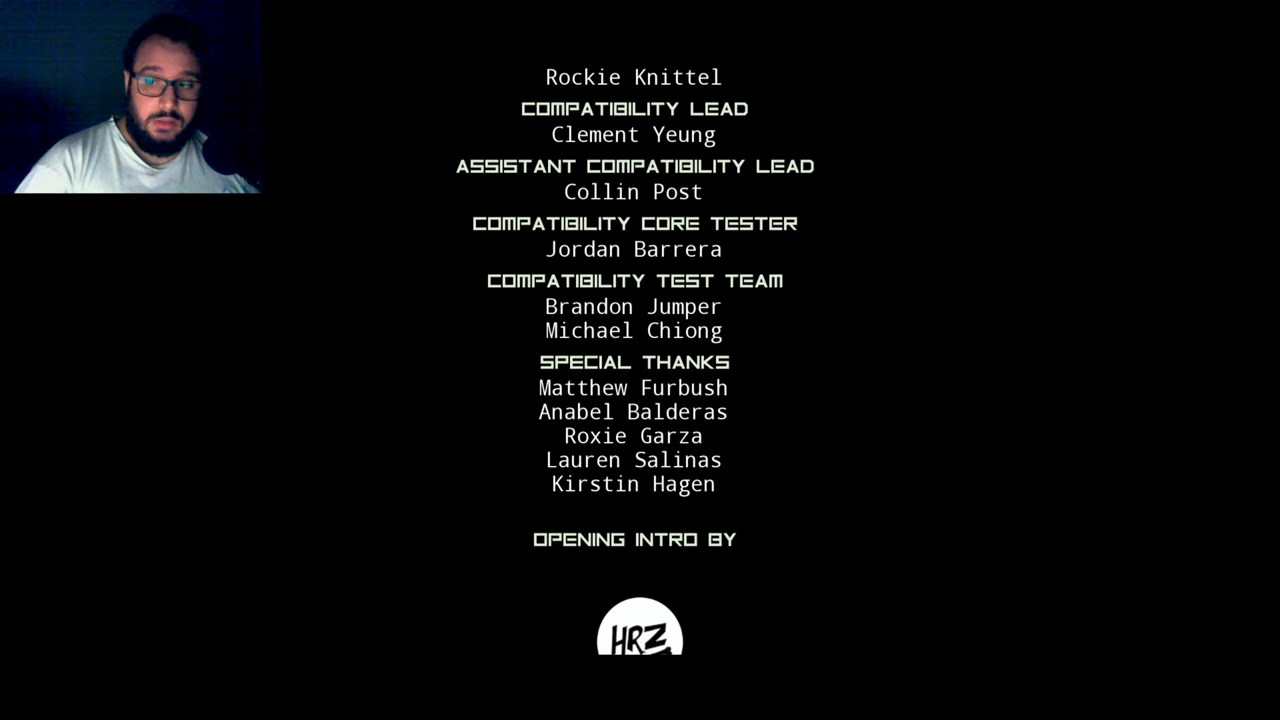 Rockie Knittel
COMPATIBILITY LEAD
Clement Yeung
ASSISTANT COMPATIBILITY LEAD
Collin Post
COMPATIBILITY CORE TESTER
Jordan Barrera
COMPATIBILITY TEST TEAM
Brandon Jumper
Michael Chiong
SPECIAL THANKS
Matthew Furbush
Anabel Balderas
Roxie Garza
Lauren Salinas
Kirstin Hagen
OPENING INTRO BY
HRZ